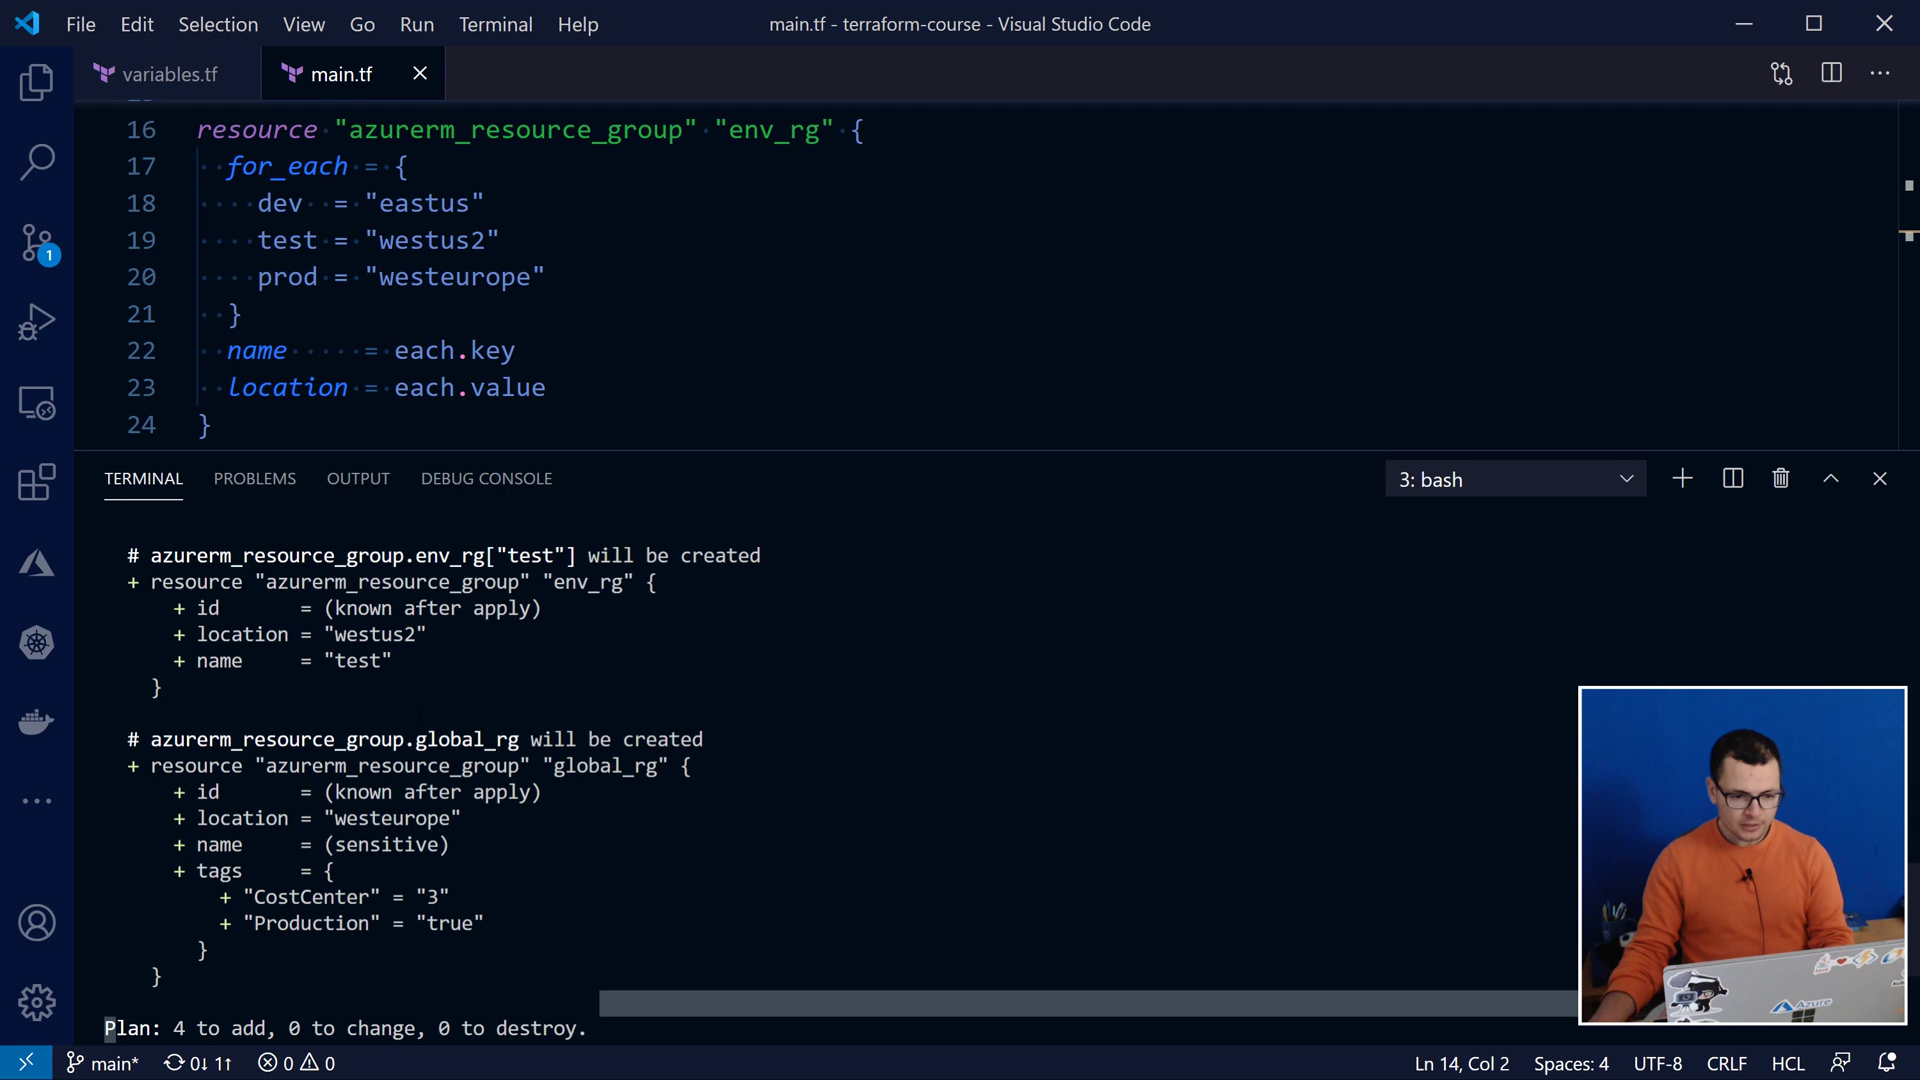 File Edit Selection View Go Run Terminal Help
main.tf - terraform-course - Visual Studio Code
variables.tf
main.tf
16 resource "azurerm_resource_group" "env_rg" {
17 for_each = {
18 dev = "eastus"
19 test = "westus2"
20 prod = "westeurope"
21 }
22 name = each.key
23 location = each.value
24 }
TERMINAL PROBLEMS OUTPUT DEBUG CONSOLE
3: bash
# azurerm_resource_group.env_rg["test"] will be created
+ resource "azurerm_resource_group" "env_rg" {
+ id = (known after apply)
+ location = "westus2"
+ name = "test"
}
# azurerm_resource_group.global_rg will be created
+ resource "azurerm_resource_group" "global_rg" {
+ id = (known after apply)
+ location = "westeurope"
+ name = (sensitive)
+ tags = {
+ "CostCenter" = "3"
+ "Production" = "true"
}
}
Plan: 4 to add, 0 to change, 0 to destroy.
1
Azure
main* 0↓ 1↑ 0 0
Ln 14, Col 2 Spaces: 4 UTF-8 CRLF HCL